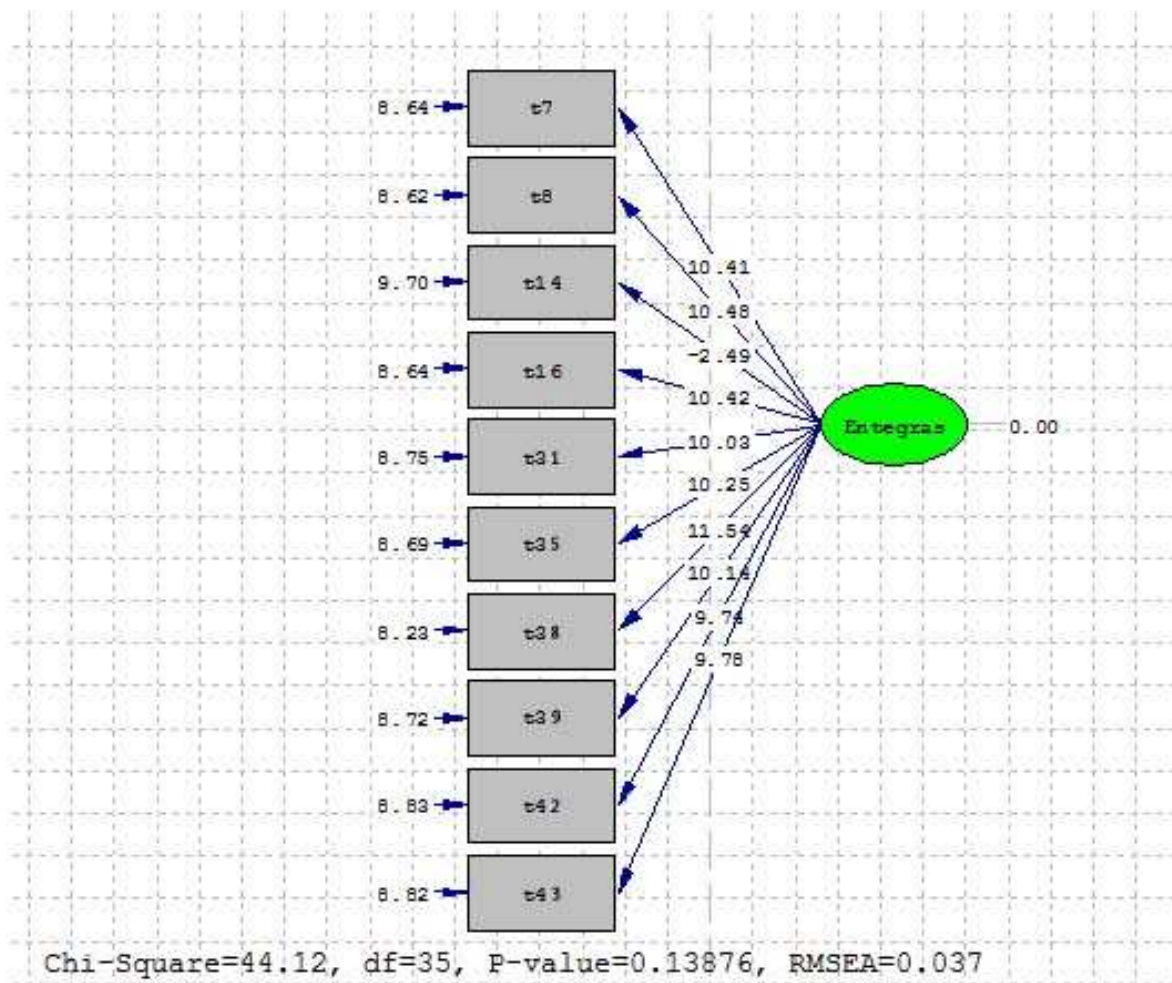 8.64 t7
8.62 t8
9.70 t14
8.64 t16
8.75 t31
8.69 t35
8.23 t38
8.72 t39
8.83 t42
8.82 t43
10.41
10.48
-2.49
10.42
10.03
10.25
11.54
10.14
9.74
9.78
Entegras 0.00
Chi-Square=44.12, df=35, P-value=0.13876, RMSEA=0.037